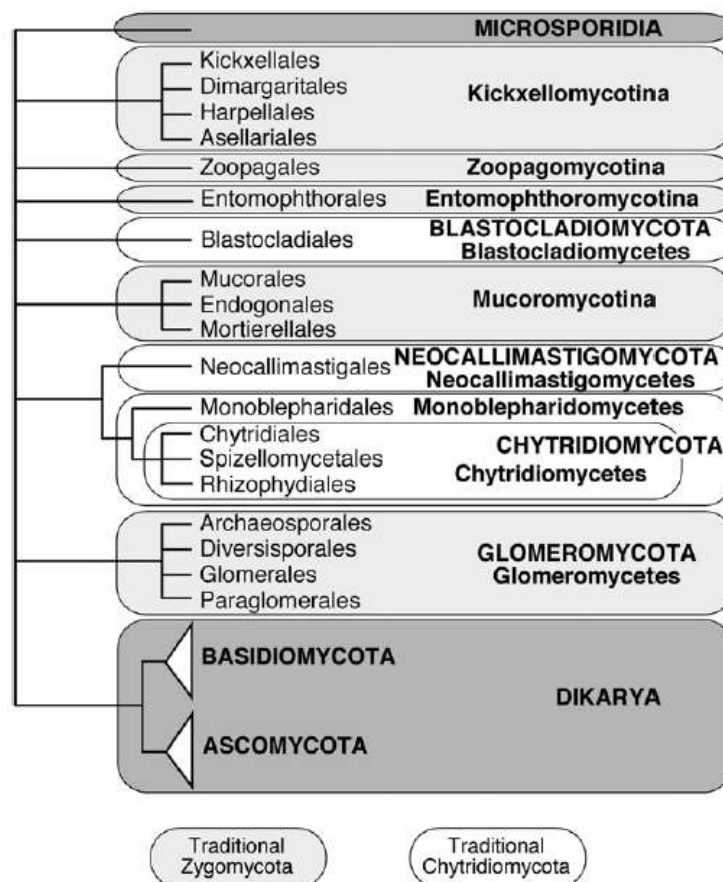 MICROSPORIDIA
Kickxellales
Dimargaritales
Harpellales
Asellariales
Kickxellomycotina
Zoopagales
Zoopagomycotina
Entomophthorales
Entomophthoromycotina
Blastocladiales
BLASTOCLADIOMYCOTA
Blastocladiomycetes
Mucorales
Endogonales
Mortierellales
Mucoromycotina
Neocallimastigales
NEOCALLIMASTIGOMYCOTA
Neocallimastigomycetes
Monoblepharidales
Monoblepharidomycetes
Chytridiales
Spizellomycetales
Rhizophydiales
CHYTRIDIOMYCOTA
Chytridiomycetes
Archaeosporales
Diversisporales
Glomerales
Paraglomerales
GLOMEROMYCOTA
Glomeromycetes
BASIDIOMYCOTA
ASCOMYCOTA
DIKARYA
Traditional
Zygomycota
Traditional
Chytridiomycota